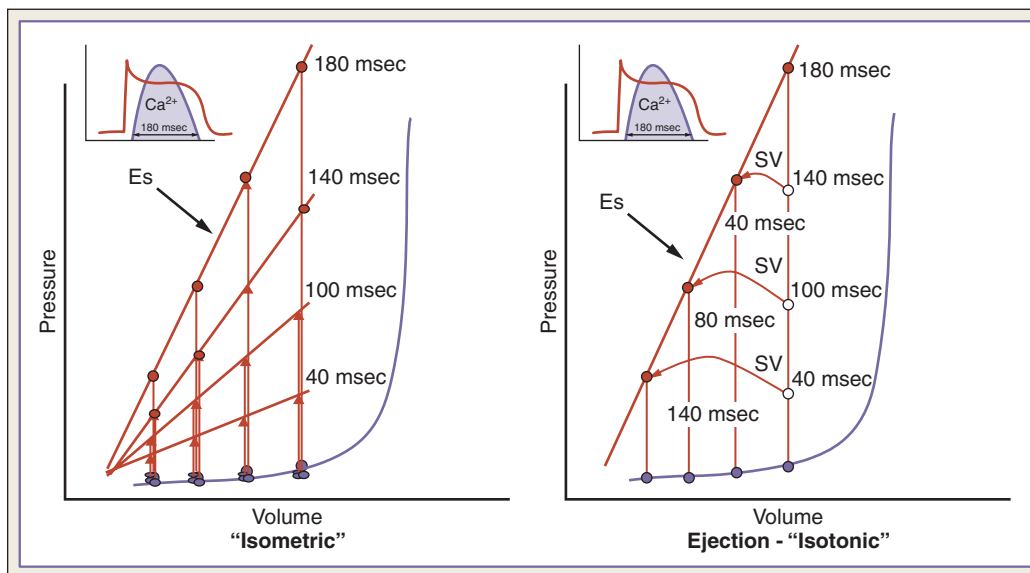 Ca2+
180 msec
180 msec
Es
140 msec
100 msec
40 msec
Pressure
Volume
“Isometric”
Ca2+
180 msec
180 msec
SV
140 msec
Es
40 msec
SV
100 msec
80 msec
SV
40 msec
140 msec
Pressure
Volume
Ejection - “Isotonic”